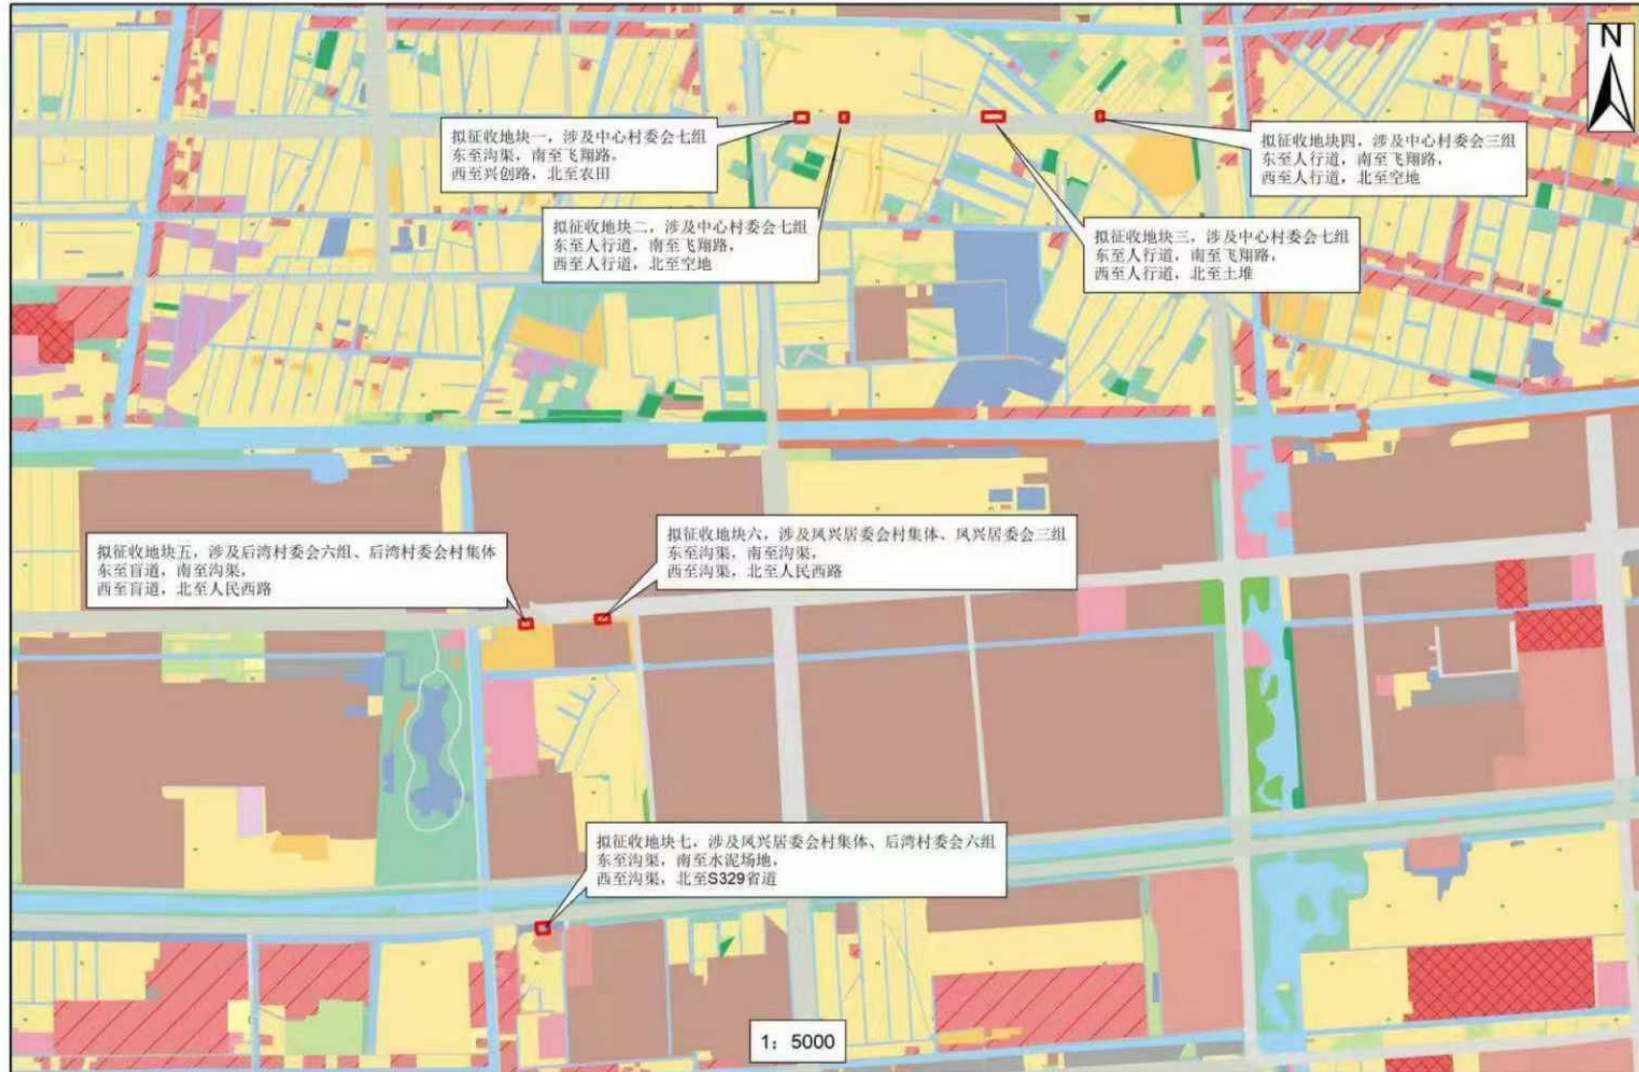 N
拟征收地块一，涉及中心村委会七组
东至沟渠，南至飞翔路，
西至兴创路，北至农田
拟征收地块四，涉及中心村委会三组
东至人行道，南至飞翔路，
西至人行道，北至空地
拟征收地块二，涉及中心村委会七组
东至人行道，南至飞翔路，
西至人行道，北至空地
拟征收地块三，涉及中心村委会七组
东至人行道，南至飞翔路，
西至人行道，北至土堆
拟征收地块五，涉及后湾村委会六组、后湾村委会村集体
东至盲道，南至沟渠，
西至盲道，北至人民西路
拟征收地块六，涉及凤兴居委会村集体、凤兴居委会三组
东至沟渠，南至沟渠，
西至沟渠，北至人民西路
拟征收地块七，涉及凤兴居委会村集体、后湾村委会六组
东至沟渠，南至水泥场地，
西至沟渠，北至S329省道
1：5000